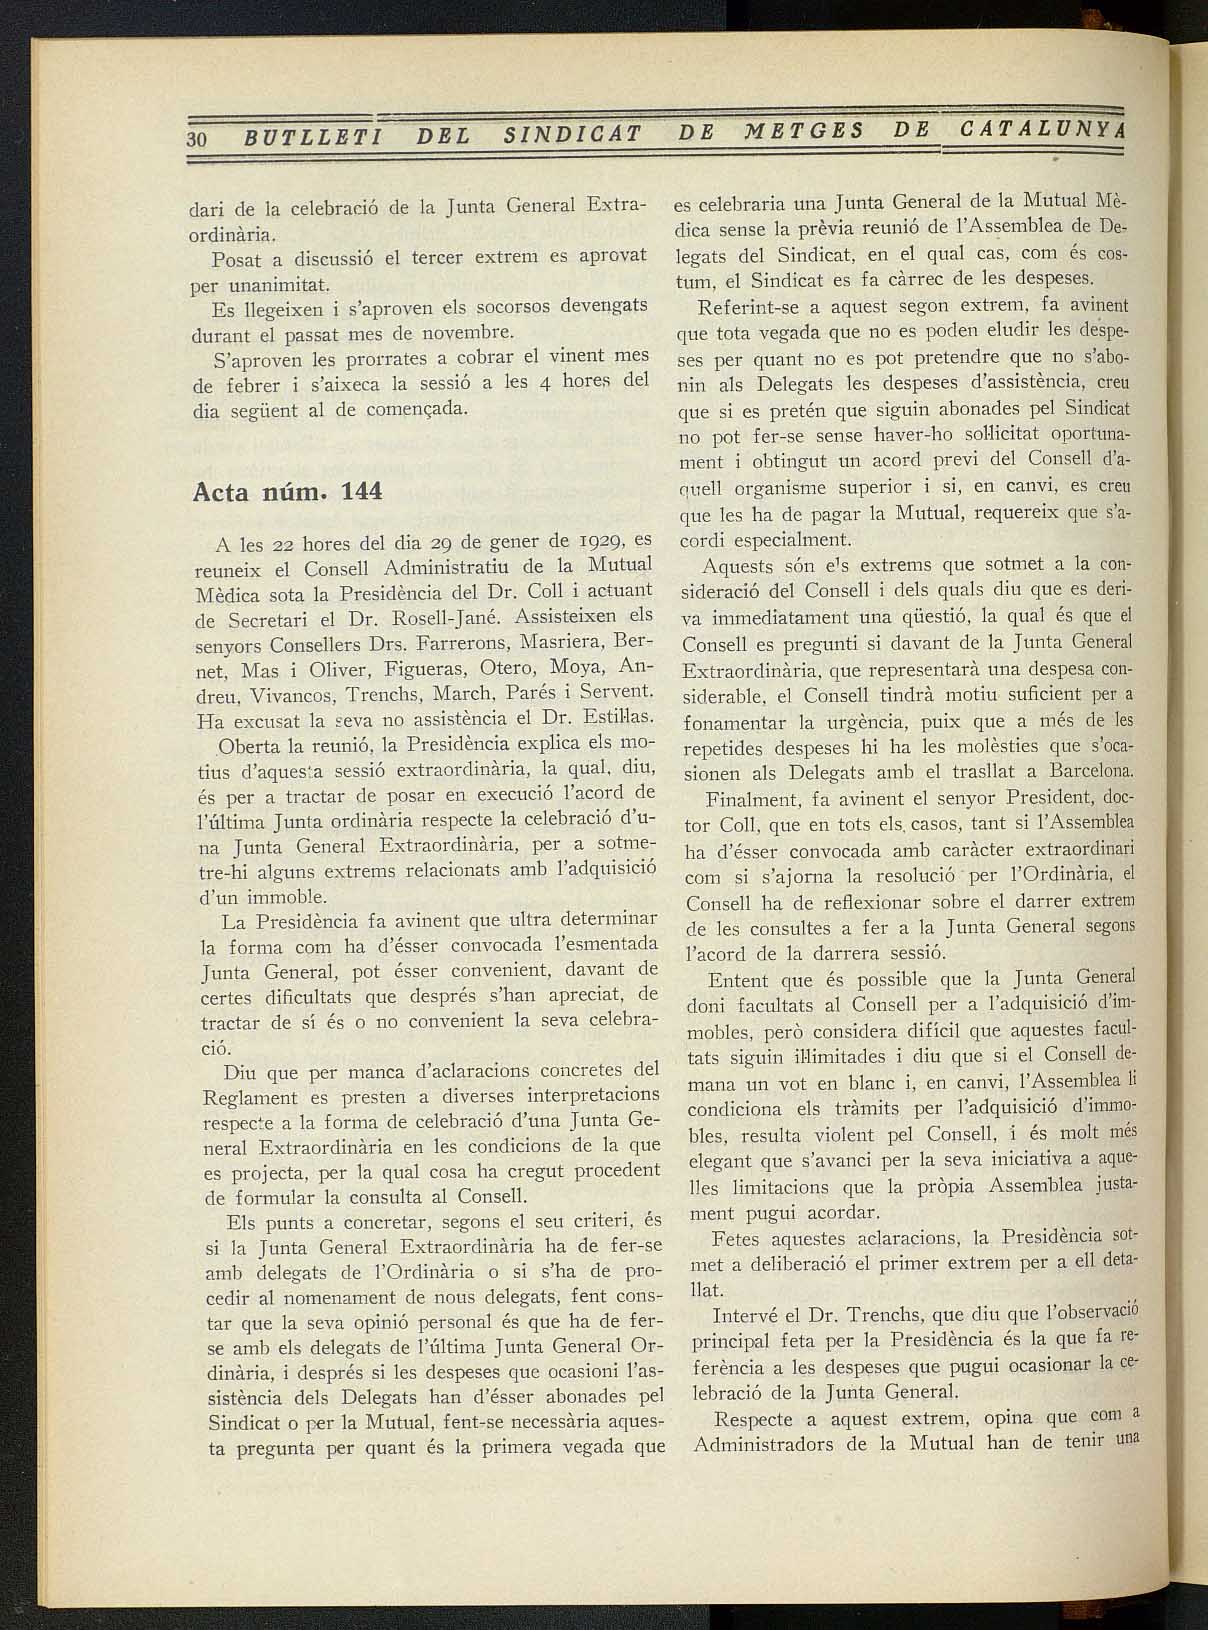 30 BUTLLETI DEL SINDICAT DE METGES DE CATALUNYA
dari de la celebració de la Junta General Extra-
ordinària.
Posat a discussió el tercer extrem es aprovat
per unanimitat.
Es llegeixen i s'aproven els socorsos devengats
durant el passat mes de novembre.
S'aproven les prorrates a cobrar el vinent mes
de febrer i s'aixeca la sessió a les 4 hores del
dia següent al de començada.
Acta núm. 144
A les 22 hores del dia 29 de gener de 1929, es
reuneix el Consell Administratiu de la Mutual
Mèdica sota la Presidència del Dr. Coll i actuant
de Secretari el Dr. Rosell-Jané. Assisteixen els
senyors Consellers Drs. Farrerons, Masriera, Ber-
net, Mas i Oliver, Figueras, Otero, Moya, An-
dreu, Vivancos, Trenchs, March, Parés i Servent.
Ha excusat la seva no assistència el Dr. Estiŀlas.
Oberta la reunió, la Presidència explica els mo-
tius d'aquesta sessió extraordinària, la qual, diu,
és per a tractar de posar en execució l'acord de
l'última Junta ordinària respecte la celebració d'u-
na Junta General Extraordinària, per a sotme-
tre-hi alguns extrems relacionats amb l'adquisició
d'un immoble.
La Presidència fa avinent que ultra determinar
la forma com ha d'ésser convocada l'esmentada
Junta General, pot ésser convenient, davant de
certes dificultats que després s'han apreciat, de
tractar de sí és o no convenient la seva celebra-
ció.
Diu que per manca d'aclaracions concretes del
Reglament es presten a diverses interpretacions
respecte a la forma de celebració d'una Junta Ge-
neral Extraordinària en les condicions de la que
es projecta, per la qual cosa ha cregut procedent
de formular la consulta al Consell.
Els punts a concretar, segons el seu criteri, és
si la Junta General Extraordinària ha de fer-se
amb delegats de l'Ordinària o si s'ha de pro-
cedir al nomenament de nous delegats, fent cons-
tar que la seva opinió personal és que ha de fer-
se amb els delegats de l'última Junta General Or-
dinària, i després si les despeses que ocasioni l'as-
sistència dels Delegats han d'ésser abonades pel
Sindicat o per la Mutual, fent-se necessària aques-
ta pregunta per quant és la primera vegada que
es celebraria una Junta General de la Mutual Mè-
dica sense la prèvia reunió de l'Assemblea de De-
legats del Sindicat, en el qual cas, com és cos-
tum, el Sindicat es fa càrrec de les despeses.
Referint-se a aquest segon extrem, fa avinent
que tota vegada que no es poden eludir les despe-
ses per quant no es pot pretendre que no s'abo-
nin als Delegats les despeses d'assistència, creu
que si es pretén que siguin abonades pel Sindicat
no pot fer-se sense haver-ho soŀlicitat oportuna-
ment i obtingut un acord previ del Consell d'a-
quell organisme superior i si, en canvi, es creu
que les ha de pagar la Mutual, requereix que s'a-
cordi especialment.
Aquests són els extrems que sotmet a la con-
sideració del Consell i dels quals diu que es deri-
va immediatament una qüestió, la qual és que el
Consell es pregunti si davant de la Junta General
Extraordinària, que representarà una despesa con-
siderable, el Consell tindrà motiu suficient per a
fonamentar la urgència, puix que a més de les
repetides despeses hi ha les molèsties que s'oca-
sionen als Delegats amb el trasllat a Barcelona.
Finalment, fa avinent el senyor President, doc-
tor Coll, que en tots els casos, tant si l'Assemblea
ha d'ésser convocada amb caràcter extraordinari
com si s'ajorna la resolució per l'Ordinària, el
Consell ha de reflexionar sobre el darrer extrem
de les consultes a fer a la Junta General segons
l'acord de la darrera sessió.
Entent que és possible que la Junta General
doni facultats al Consell per a l'adquisició d'im-
mobles, però considera difícil que aquestes facul-
tats siguin iŀlimitades i diu que si el Consell de-
mana un vot en blanc i, en canvi, l'Assemblea li
condiciona els tràmits per l'adquisició d'immo-
bles, resulta violent pel Consell, i és molt més
elegant que s'avanci per la seva iniciativa a aque-
lles limitacions que la pròpia Assemblea justa-
ment pugui acordar.
Fetes aquestes aclaracions, la Presidència sot-
met a deliberació el primer extrem per a ell deta-
llat.
Intervé el Dr. Trenchs, que diu que l'observació
principal feta per la Presidència és la que fa re-
ferència a les despeses que pugui ocasionar la ce-
lebració de la Junta General.
Respecte a aquest extrem, opina que com a
Administradors de la Mutual han de tenir una